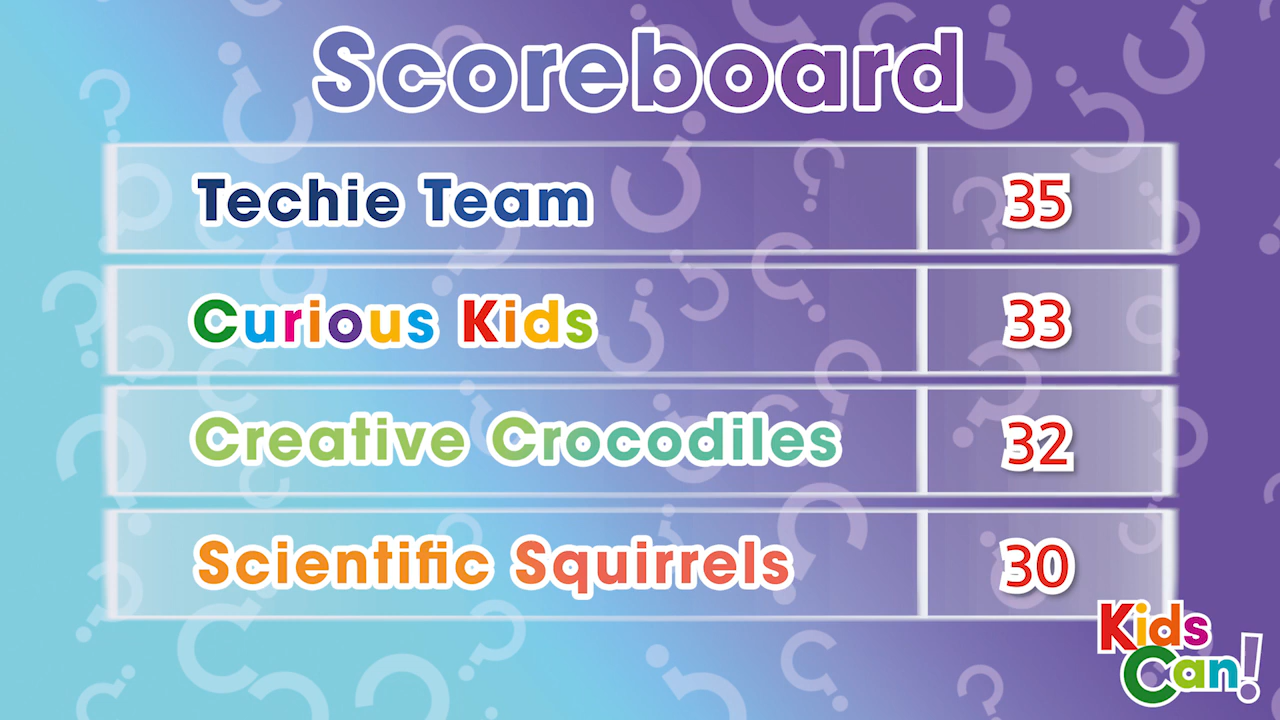 Scoreboard
Techie Team 35
Curious Kids 33
Creative Crocodiles 32
Scientific Squirrels 30
Kids
Can!